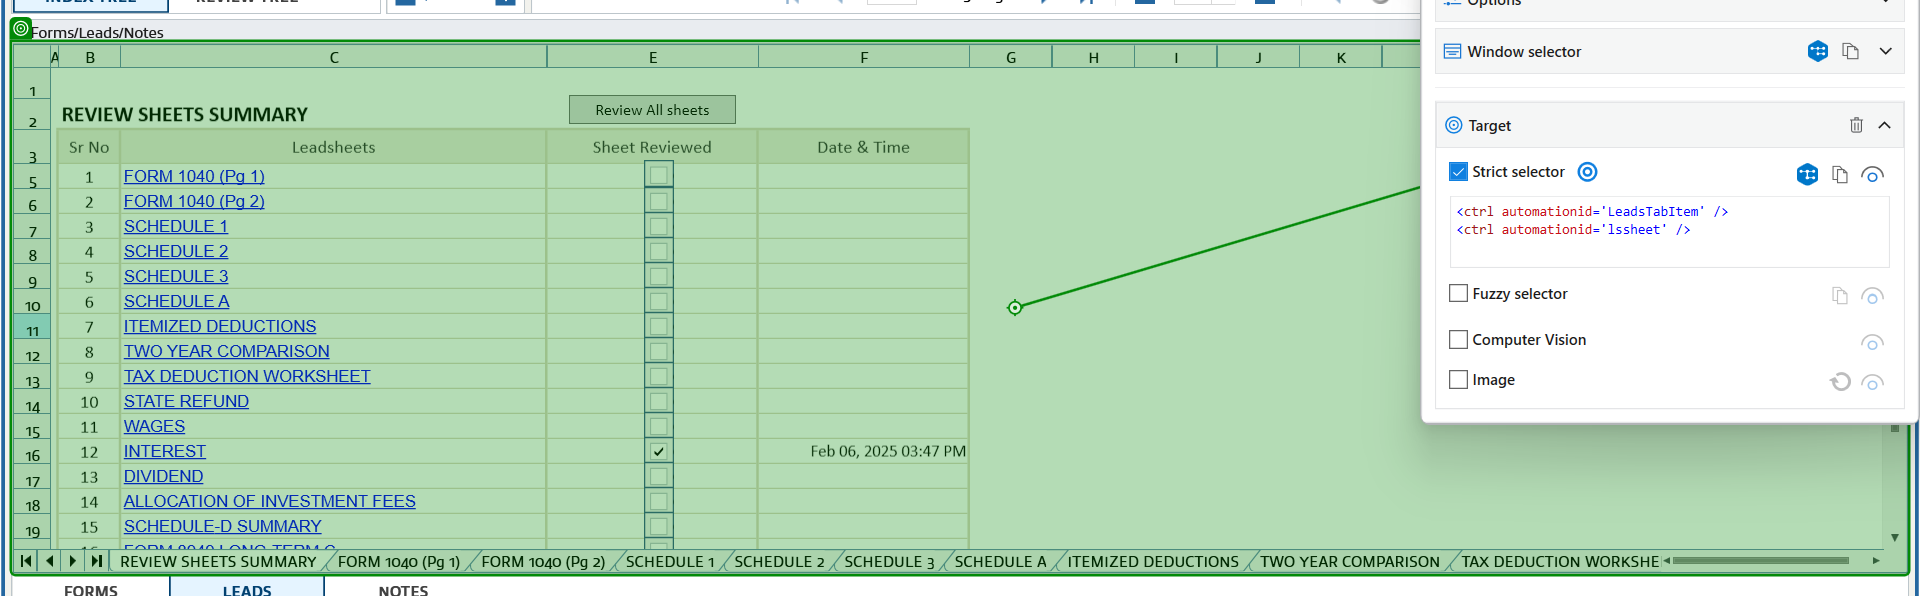 INDEX TREE REVIEW TREE
Forms/Leads/Notes
A B C E F G H I J K
1
2 REVIEW SHEETS SUMMARY Review All sheets
3 Sr No Leadsheets Sheet Reviewed Date & Time
5 1 FORM 1040 (Pg 1)
6 2 FORM 1040 (Pg 2)
7 3 SCHEDULE 1
8 4 SCHEDULE 2
9 5 SCHEDULE 3
10 6 SCHEDULE A
11 7 ITEMIZED DEDUCTIONS
12 8 TWO YEAR COMPARISON
13 9 TAX DEDUCTION WORKSHEET
14 10 STATE REFUND
15 11 WAGES
16 12 INTEREST Feb 06, 2025 03:47 PM
17 13 DIVIDEND
18 14 ALLOCATION OF INVESTMENT FEES
19 15 SCHEDULE-D SUMMARY
REVIEW SHEETS SUMMARY FORM 1040 (Pg 1) FORM 1040 (Pg 2) SCHEDULE 1 SCHEDULE 2 SCHEDULE 3 SCHEDULE A ITEMIZED DEDUCTIONS TWO YEAR COMPARISON TAX DEDUCTION WORKSHE
FORMS LEADS NOTES
Options
Window selector
Target
Strict selector
<ctrl automationid='LeadsTabItem' />
<ctrl automationid='lssheet' />
Fuzzy selector
Computer Vision
Image